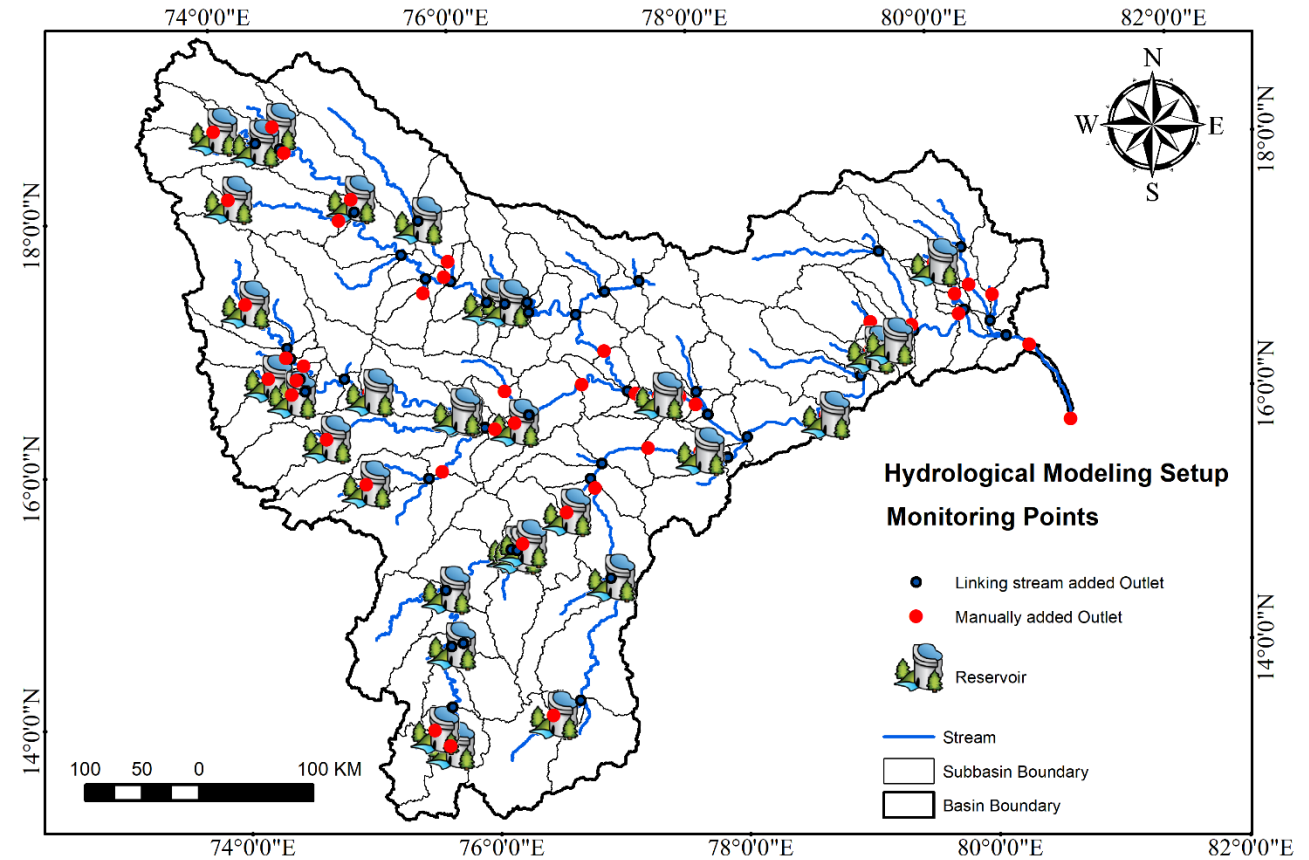 74°0'0"E 76°0'0"E 78°0'0"E 80°0'0"E 82°0'0"E
18°0'0"N
16°0'0"N
14°0'0"N
18°0'0"N
16°0'0"N
14°0'0"N
N
W E
S
Hydrological Modeling Setup
Monitoring Points
Linking stream added Outlet
Manually added Outlet
Reservoir
Stream
Subbasin Boundary
Basin Boundary
100 50 0 100 KM
74°0'0"E 76°0'0"E 78°0'0"E 80°0'0"E 82°0'0"E